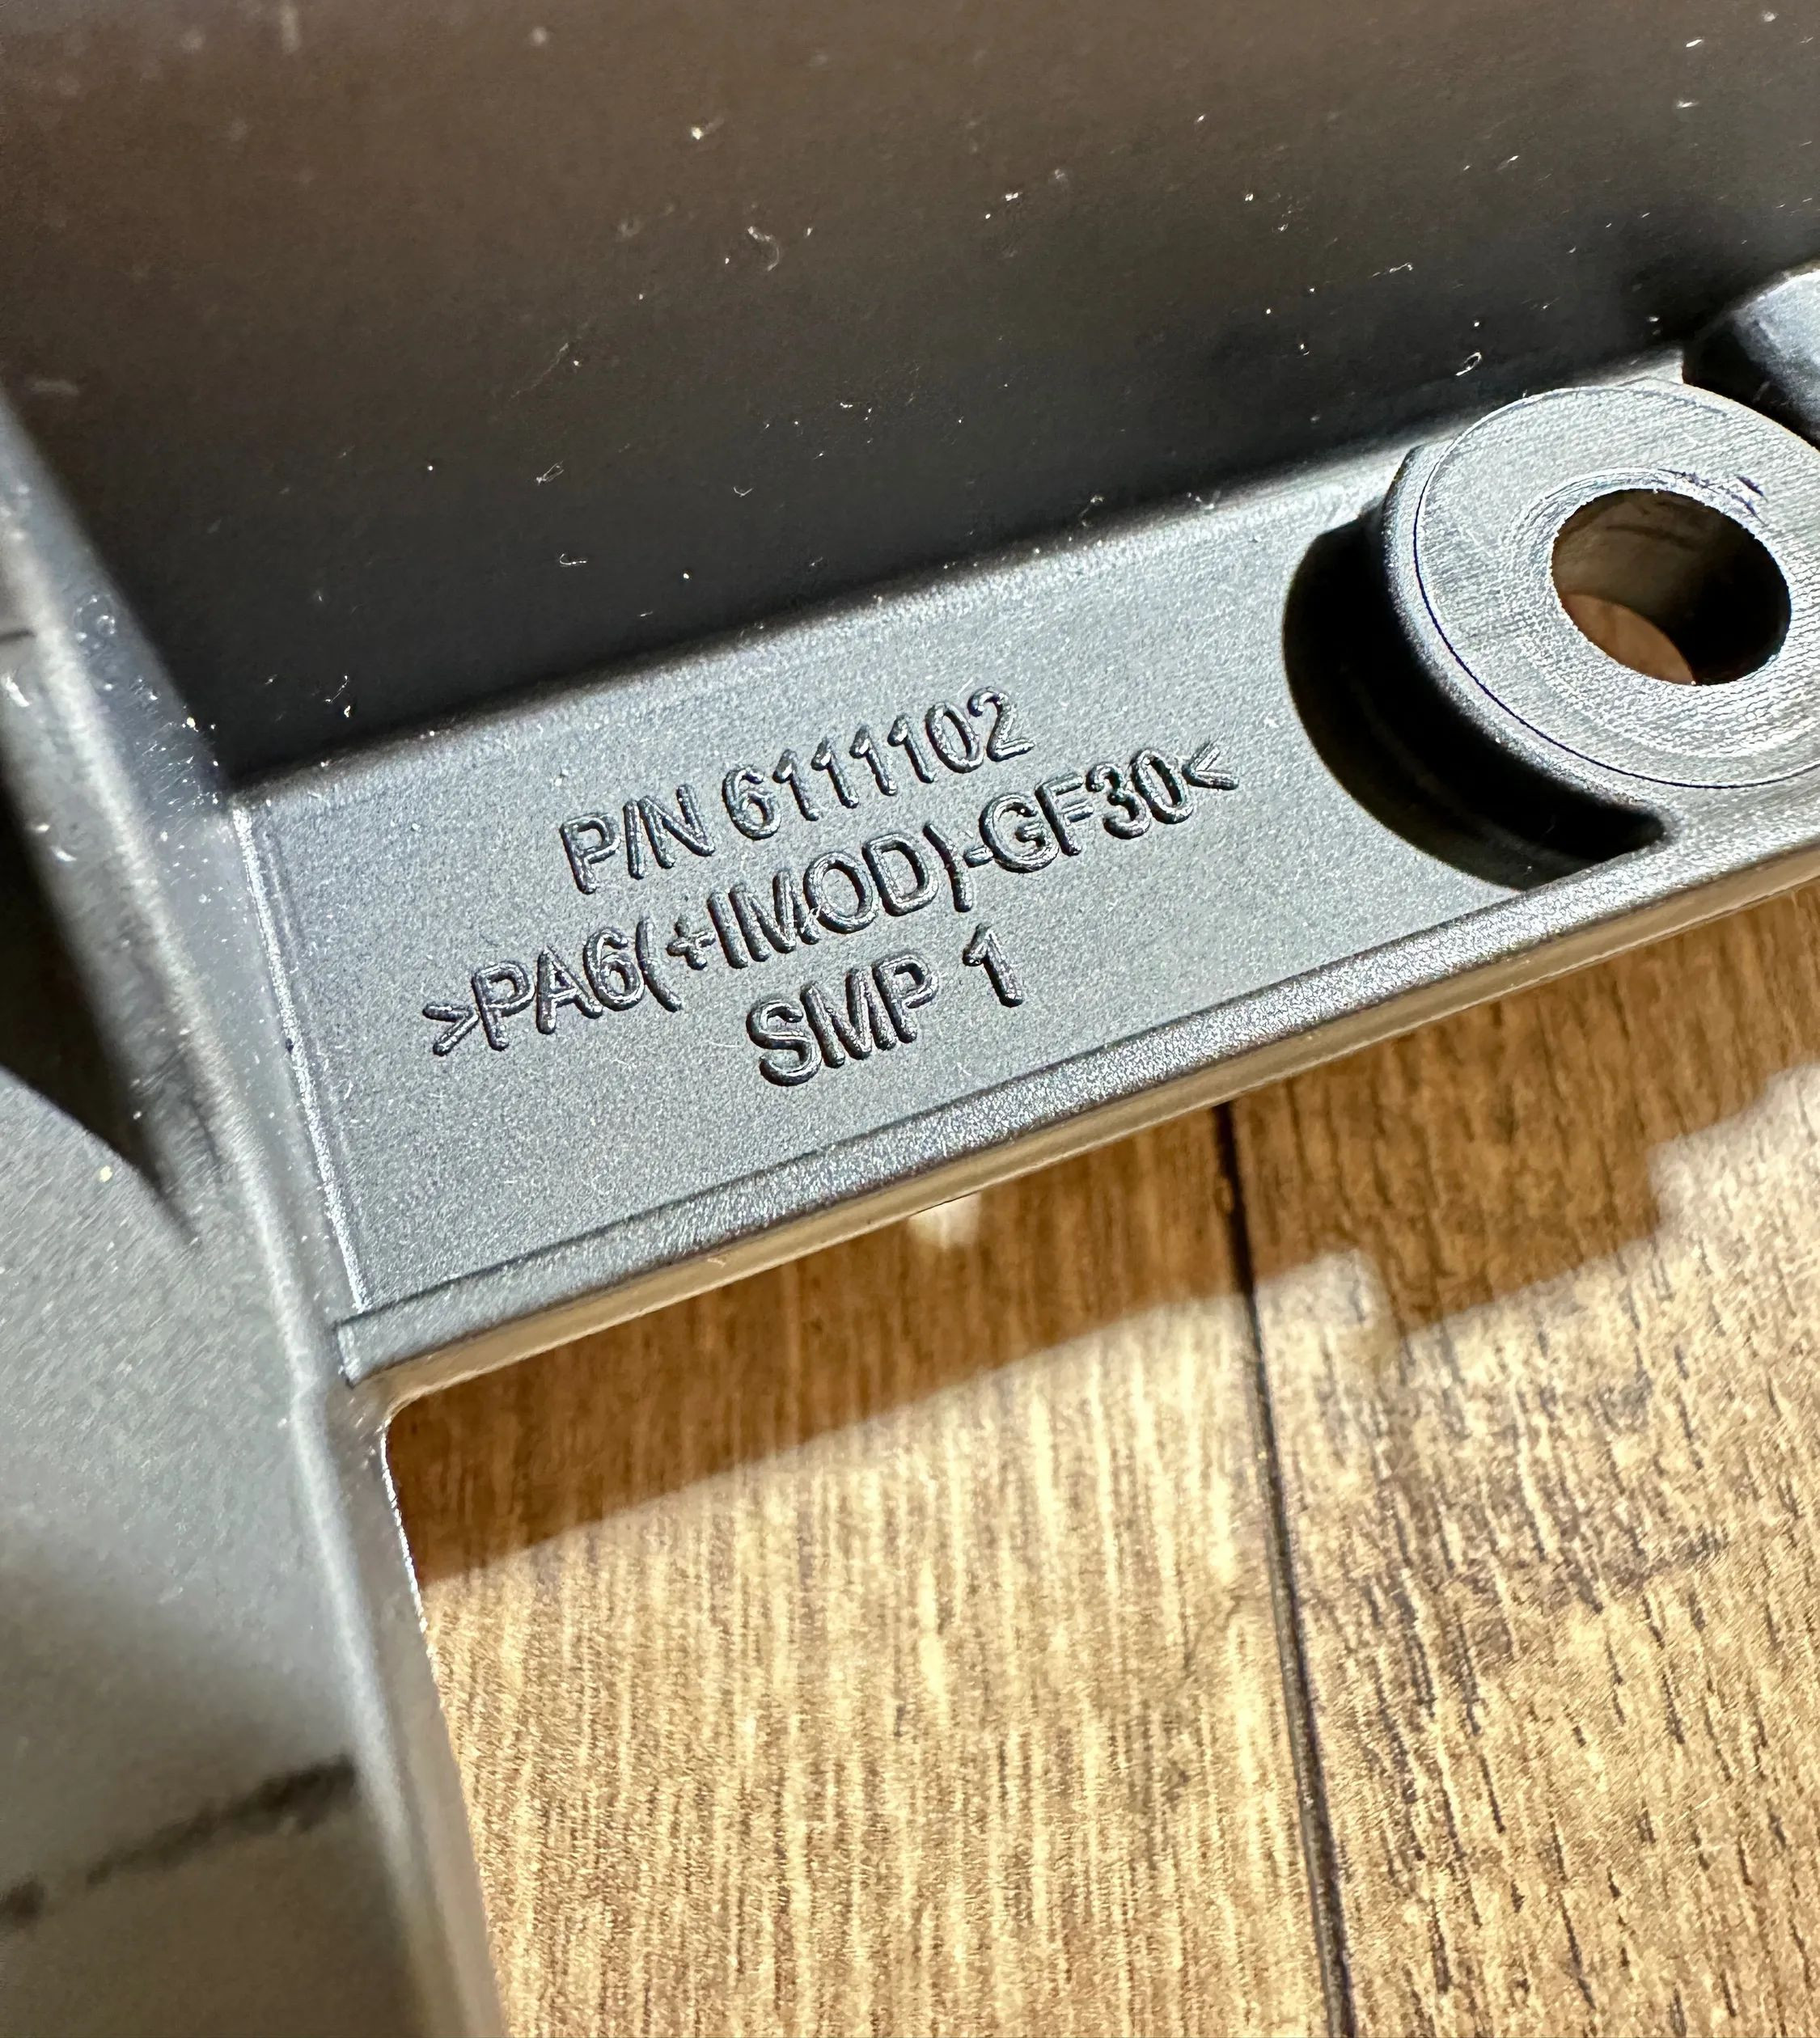 P/N 6111102
>PA6(+IMOD)-GF30<
SMP 1